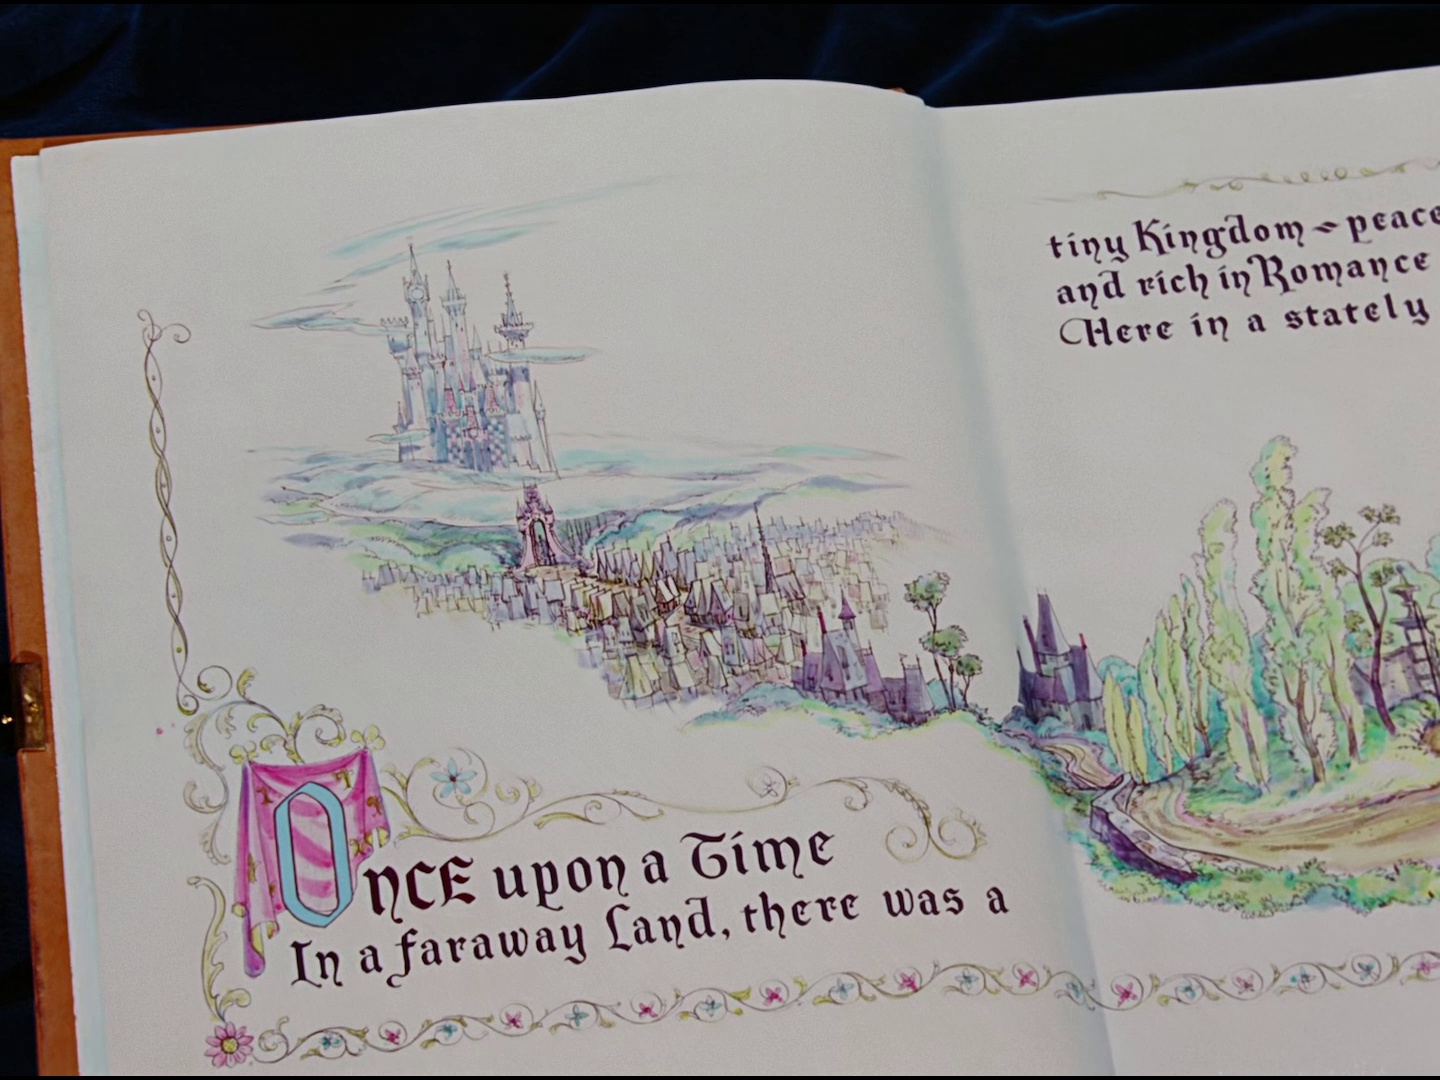 Once upon a Time
In a faraway Land, there was a
tiny Kingdom ~ peace
and rich in Romance
Here in a stately